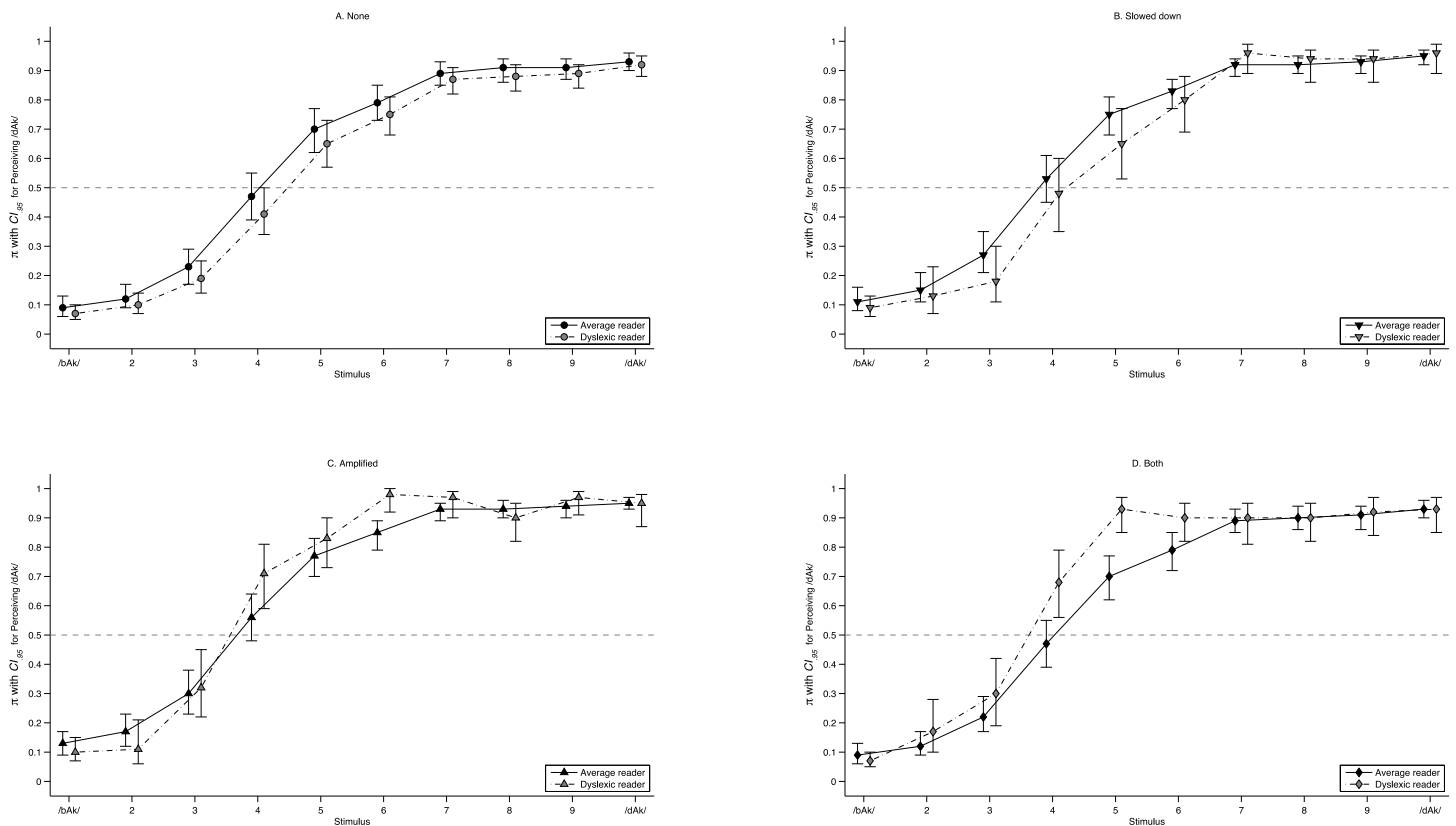 A. None
1
0.9
0.8
0.7
0.6
0.5
0.4
0.3
0.2
0.1
0
π with CI.95 for Perceiving /dAk/
/bAk/ 2 3 4 5 6 7 8 9 /dAk/
Stimulus
Average reader
Dyslexic reader
B. Slowed down
1
0.9
0.8
0.7
0.6
0.5
0.4
0.3
0.2
0.1
0
π with CI.95 for Perceiving /dAk/
/bAk/ 2 3 4 5 6 7 8 9 /dAk/
Stimulus
Average reader
Dyslexic reader
C. Amplified
1
0.9
0.8
0.7
0.6
0.5
0.4
0.3
0.2
0.1
0
π with CI.95 for Perceiving /dAk/
/bAk/ 2 3 4 5 6 7 8 9 /dAk/
Stimulus
Average reader
Dyslexic reader
D. Both
1
0.9
0.8
0.7
0.6
0.5
0.4
0.3
0.2
0.1
0
π with CI.95 for Perceiving /dAk/
/bAk/ 2 3 4 5 6 7 8 9 /dAk/
Stimulus
Average reader
Dyslexic reader